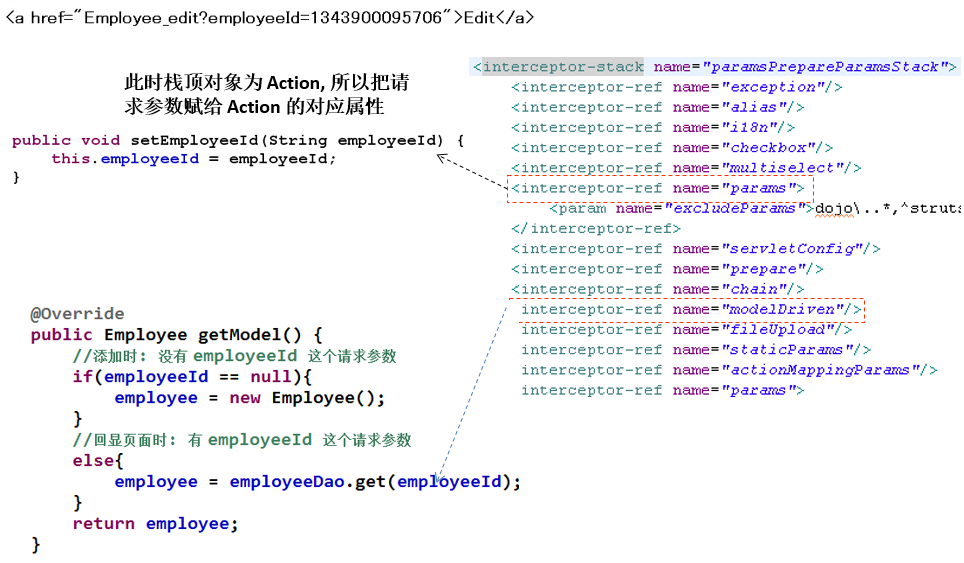 <a href="Employee_edit?employeeId=1343900095706">Edit</a>
此时栈顶对象为 Action, 所以把请
求参数赋给 Action 的对应属性
public void setEmployeeId(String employeeId) {
this.employeeId = employeeId;
}
<interceptor-stack name="paramsPrepareParamsStack">
<interceptor-ref name="exception"/>
<interceptor-ref name="alias"/>
<interceptor-ref name="i18n"/>
<interceptor-ref name="checkbox"/>
<interceptor-ref name="multiselect"/>
<interceptor-ref name="params">
<param name="excludeParams">dojo\..*,^struts
</interceptor-ref>
<interceptor-ref name="servletConfig"/>
<interceptor-ref name="prepare"/>
<interceptor-ref name="chain"/>
interceptor-ref name="modelDriven"/>
interceptor-ref name="fileUpload"/>
interceptor-ref name="staticParams"/>
interceptor-ref name="actionMappingParams"/>
interceptor-ref name="params">
@Override
public Employee getModel() {
//添加时: 没有 employeeId 这个请求参数
if(employeeId == null){
employee = new Employee();
}
//回显页面时: 有 employeeId 这个请求参数
else{
employee = employeeDao.get(employeeId);
}
return employee;
}